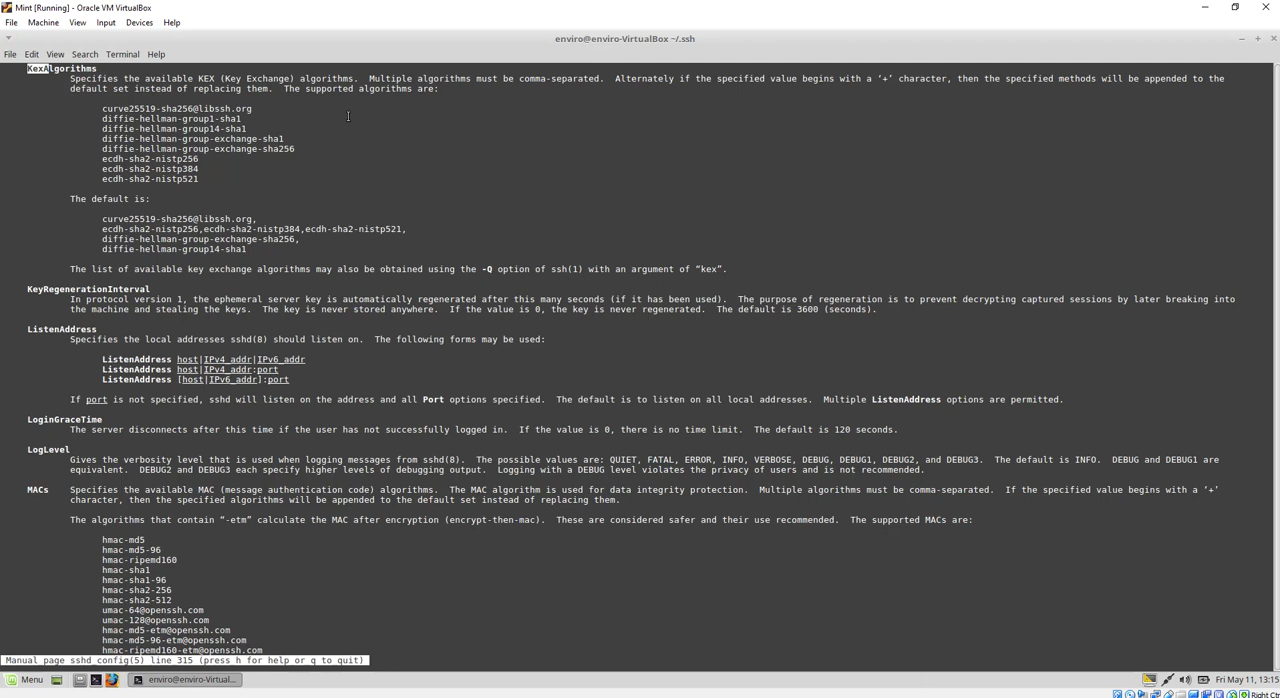 Mint [Running] - Oracle VM VirtualBox
File Machine View Input Devices Help
enviro@enviro-VirtualBox ~/.ssh
File Edit View Search Terminal Help
KexAlgorithms
Specifies the available KEX (Key Exchange) algorithms. Multiple algorithms must be comma-separated. Alternately if the specified value begins with a ‘+’ character, then the specified methods will be appended to the
default set instead of replacing them. The supported algorithms are:
curve25519-sha256@libssh.org
diffie-hellman-group1-sha1
diffie-hellman-group14-sha1
diffie-hellman-group-exchange-sha1
diffie-hellman-group-exchange-sha256
ecdh-sha2-nistp256
ecdh-sha2-nistp384
ecdh-sha2-nistp521
The default is:
curve25519-sha256@libssh.org,
ecdh-sha2-nistp256,ecdh-sha2-nistp384,ecdh-sha2-nistp521,
diffie-hellman-group-exchange-sha256,
diffie-hellman-group14-sha1
The list of available key exchange algorithms may also be obtained using the -Q option of ssh(1) with an argument of “kex”.
KeyRegenerationInterval
In protocol version 1, the ephemeral server key is automatically regenerated after this many seconds (if it has been used). The purpose of regeneration is to prevent decrypting captured sessions by later breaking into
the machine and stealing the keys. The key is never stored anywhere. If the value is 0, the key is never regenerated. The default is 3600 (seconds).
ListenAddress
Specifies the local addresses sshd(8) should listen on. The following forms may be used:
ListenAddress host|IPv4_addr|IPv6_addr
ListenAddress host|IPv4_addr:port
ListenAddress [host|IPv6_addr]:port
If port is not specified, sshd will listen on the address and all Port options specified. The default is to listen on all local addresses. Multiple ListenAddress options are permitted.
LoginGraceTime
The server disconnects after this time if the user has not successfully logged in. If the value is 0, there is no time limit. The default is 120 seconds.
LogLevel
Gives the verbosity level that is used when logging messages from sshd(8). The possible values are: QUIET, FATAL, ERROR, INFO, VERBOSE, DEBUG, DEBUG1, DEBUG2, and DEBUG3. The default is INFO. DEBUG and DEBUG1 are
equivalent. DEBUG2 and DEBUG3 each specify higher levels of debugging output. Logging with a DEBUG level violates the privacy of users and is not recommended.
MACs Specifies the available MAC (message authentication code) algorithms. The MAC algorithm is used for data integrity protection. Multiple algorithms must be comma-separated. If the specified value begins with a ‘+’
character, then the specified algorithms will be appended to the default set instead of replacing them.
The algorithms that contain “-etm” calculate the MAC after encryption (encrypt-then-mac). These are considered safer and their use recommended. The supported MACs are:
hmac-md5
hmac-md5-96
hmac-ripemd160
hmac-sha1
hmac-sha1-96
hmac-sha2-256
hmac-sha2-512
umac-64@openssh.com
umac-128@openssh.com
hmac-md5-etm@openssh.com
hmac-md5-96-etm@openssh.com
hmac-ripemd160-etm@openssh.com
Manual page sshd_config(5) line 315 (press h for help or q to quit)
Menu enviro@enviro-Virtual... Fri May 11, 13:15
Right Ctr